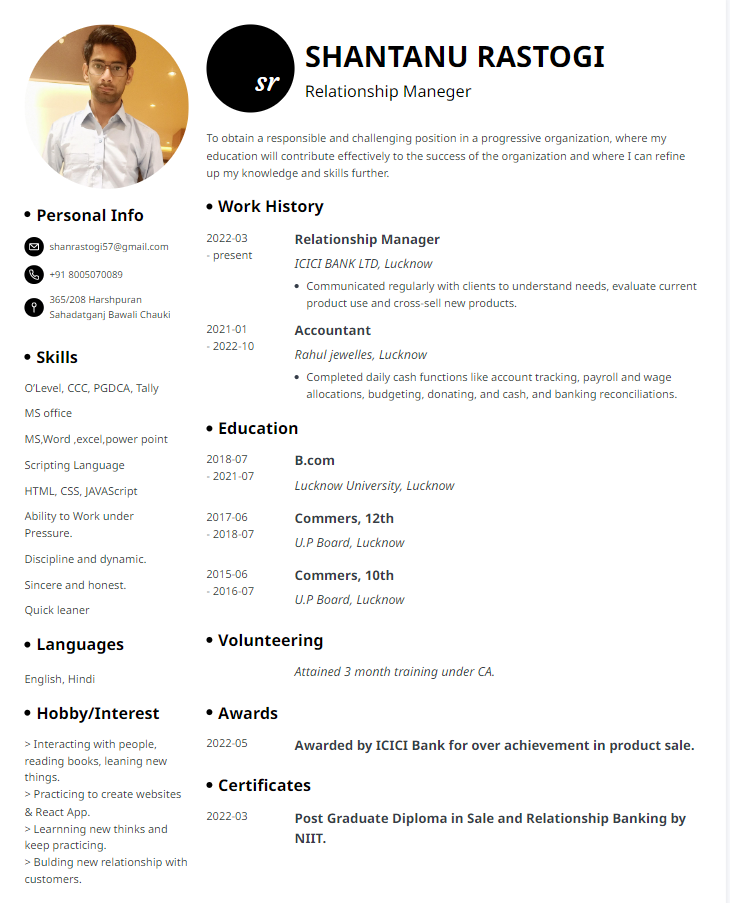 sr
SHANTANU RASTOGI
Relationship Maneger
To obtain a responsible and challenging position in a progressive organization, where my
education will contribute effectively to the success of the organization and where I can refine
up my knowledge and skills further.
Personal Info
shanrastogi57@gmail.com
+91 8005070089
365/208 Harshpuran
Sahadatganj Bawali Chauki
Skills
O'Level, CCC, PGDCA, Tally
MS office
MS,Word ,excel,power point
Scripting Language
HTML, CSS, JAVAScript
Ability to Work under
Pressure.
Discipline and dynamic.
Sincere and honest.
Quick leaner
Languages
English, Hindi
Hobby/Interest
> Interacting with people,
reading books, leaning new
things.
> Practicing to create websites
& React App.
> Learnning new thinks and
keep practicing.
> Bulding new relationship with
customers.
Work History
2022-03
- present
Relationship Manager
ICICI BANK LTD, Lucknow
• Communicated regularly with clients to understand needs, evaluate current
product use and cross-sell new products.
2021-01
- 2022-10
Accountant
Rahul jewelles, Lucknow
• Completed daily cash functions like account tracking, payroll and wage
allocations, budgeting, donating, and cash, and banking reconciliations.
Education
2018-07
- 2021-07
B.com
Lucknow University, Lucknow
2017-06
- 2018-07
Commers, 12th
U.P Board, Lucknow
2015-06
- 2016-07
Commers, 10th
U.P Board, Lucknow
Volunteering
Attained 3 month training under CA.
Awards
2022-05
Awarded by ICICI Bank for over achievement in product sale.
Certificates
2022-03
Post Graduate Diploma in Sale and Relationship Banking by
NIIT.